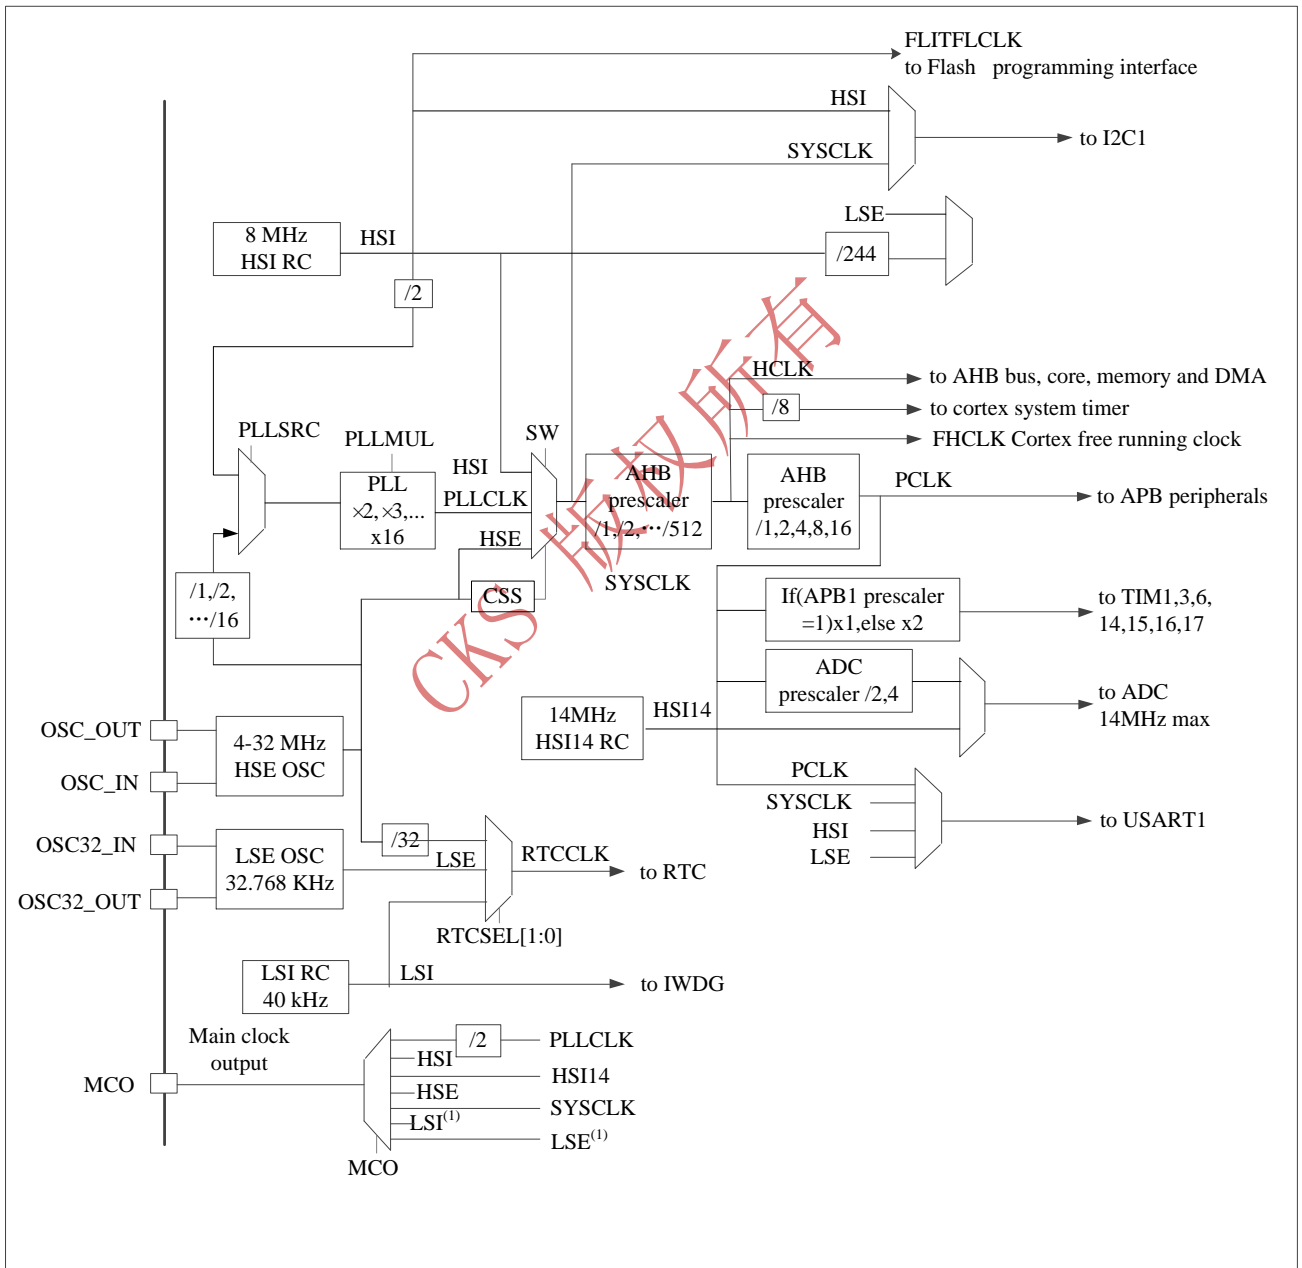 FLITFLCLK
to Flash programming interface
HSI
to I2C1
SYSCLK
LSE
8 MHz
HSI RC
HSI
/244
/2
HCLK
to AHB bus, core, memory and DMA
/8
to cortex system timer
FHCLK Cortex free running clock
PLLSRC
PLLMUL
SW
HSI
PLL
×2, ×3,...
x16
PLLCLK
HSE
AHB
prescaler
/1,/2,···/512
AHB
prescaler
/1,2,4,8,16
PCLK
to APB peripherals
SYSCLK
CSS
/1,/2,
···/16
If(APB1 prescaler
=1)x1,else x2
to TIM1,3,6,
14,15,16,17
ADC
prescaler /2,4
to ADC
14MHz max
14MHz
HSI14 RC
HSI14
OSC_OUT
OSC_IN
4-32 MHz
HSE OSC
PCLK
SYSCLK
HSI
LSE
to USART1
OSC32_IN
OSC32_OUT
LSE OSC
32.768 KHz
/32
LSE
RTCCLK
to RTC
RTCSEL[1:0]
LSI RC
40 kHz
LSI
to IWDG
Main clock
output
MCO
/2
PLLCLK
HSI
HSI14
HSE
SYSCLK
LSI(1)
LSE(1)
MCO
CKS 版权所有